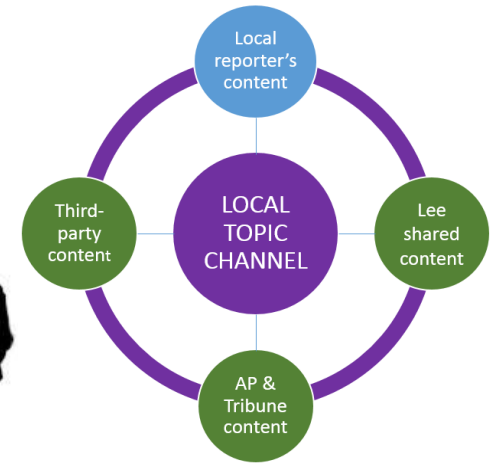 Local
reporter's
content
Third-
party
content
LOCAL
TOPIC
CHANNEL
Lee
shared
content
AP &
Tribune
content